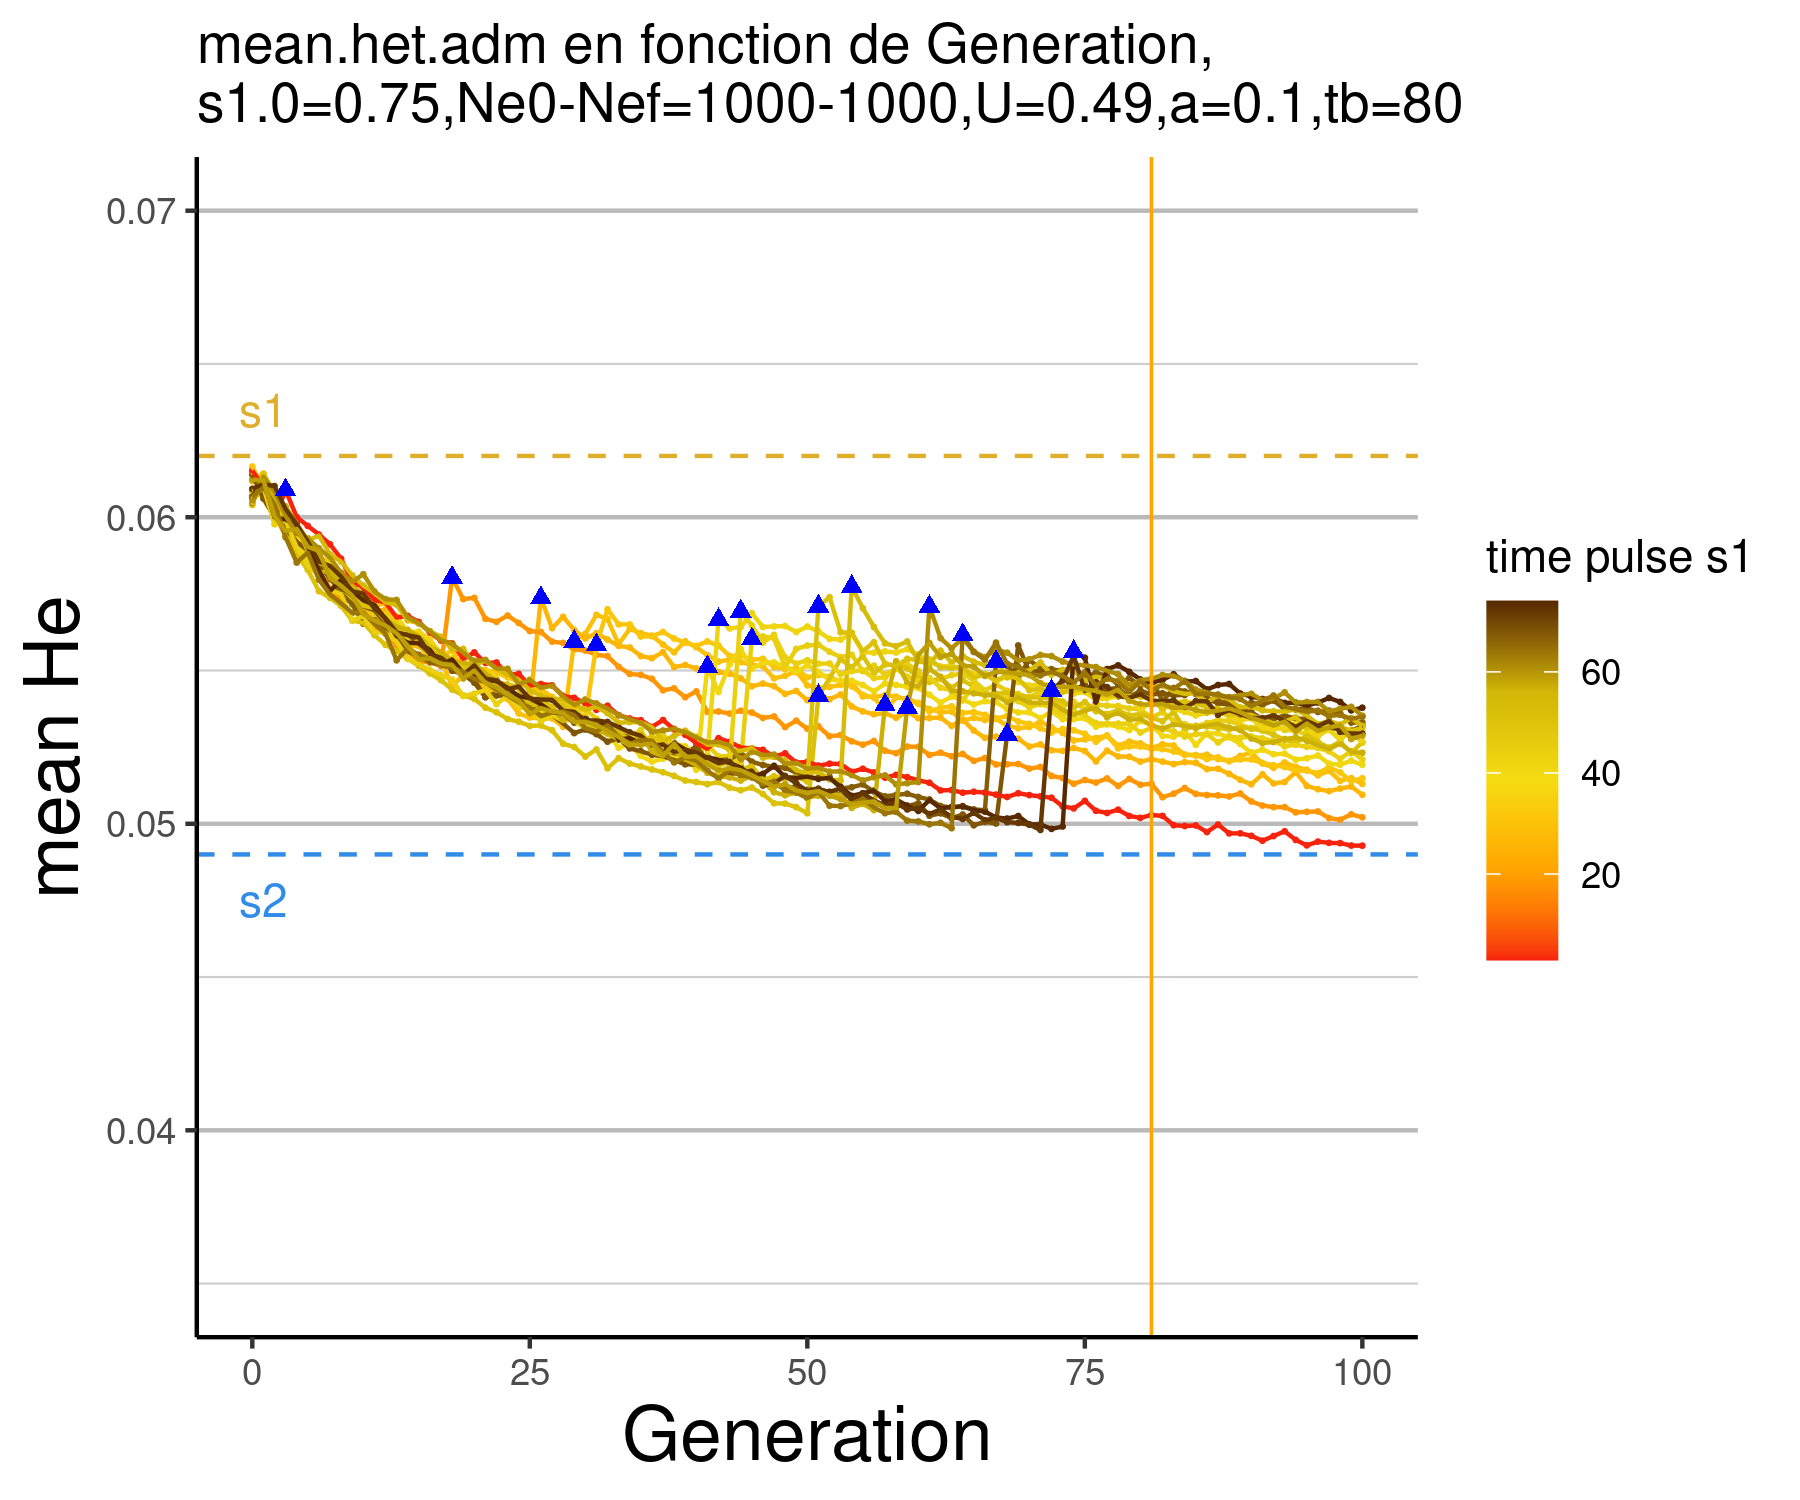 mean.het.adm en fonction de Generation,
s1.0=0.75,Ne0-Nef=1000-1000,U=0.49,a=0.1,tb=80
0.07
0.06
0.05
0.04
mean He
s1
s2
0
25
50
75
100
Generation
time pulse s1
60
40
20